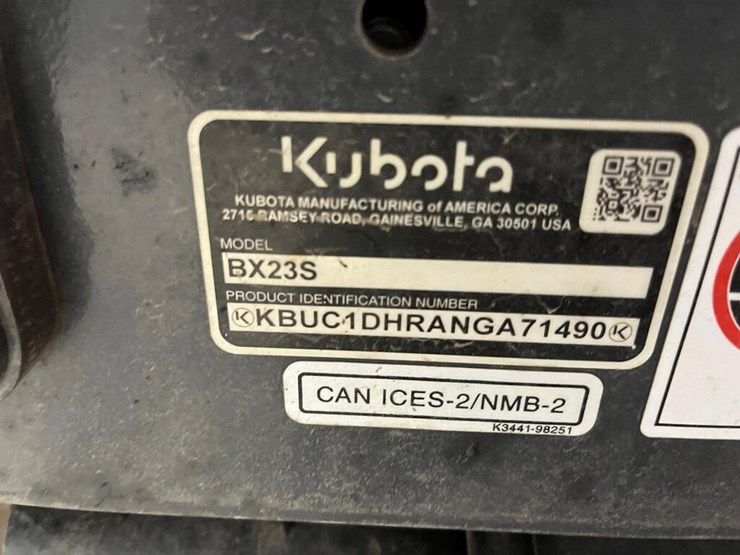 Kubota
KUBOTA MANUFACTURING of AMERICA CORP.
2715 RAMSEY ROAD, GAINESVILLE, GA 30501 USA
MODEL
BX23S
PRODUCT IDENTIFICATION NUMBER
KBUC1DHRANGA71490
CAN ICES-2/NMB-2
K3441-98251